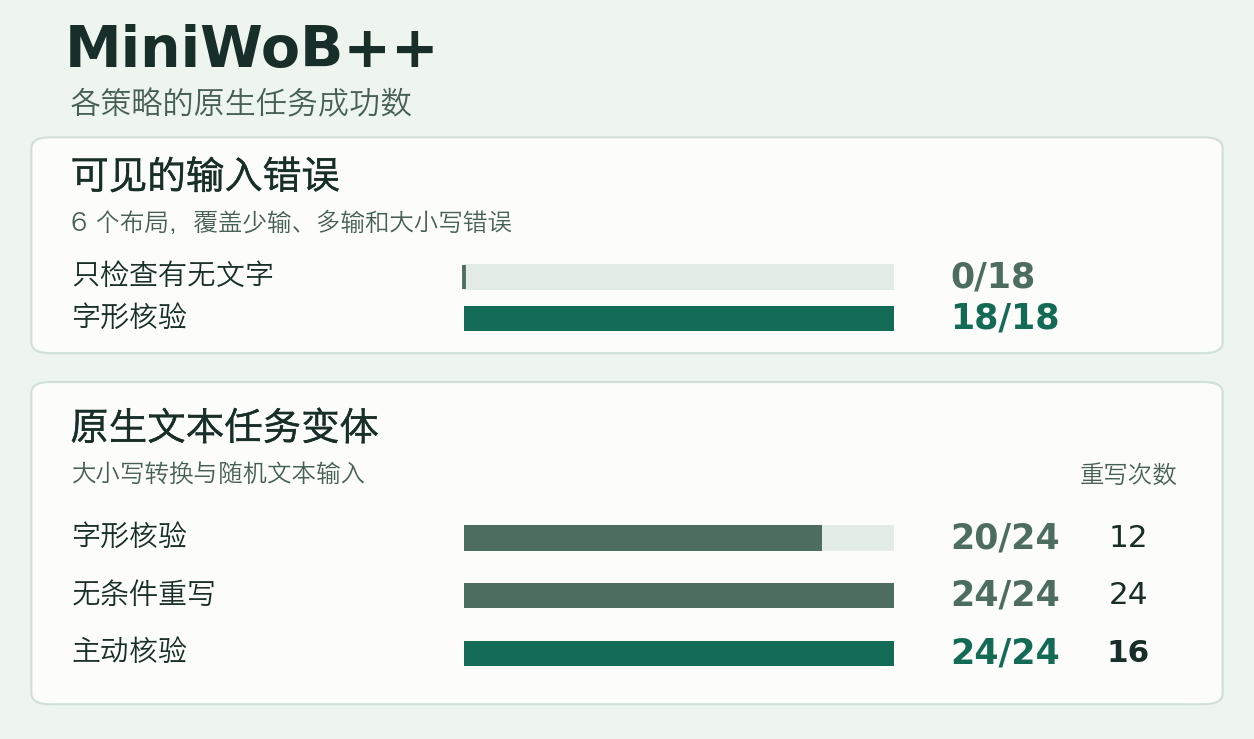 MiniWoB++
各策略的原生任务成功数
可见的输入错误
6 个布局，覆盖少输、多输和大小写错误
只检查有无文字 0/18
字形核验 18/18
原生文本任务变体
大小写转换与随机文本输入 重写次数
字形核验 20/24 12
无条件重写 24/24 24
主动核验 24/24 16